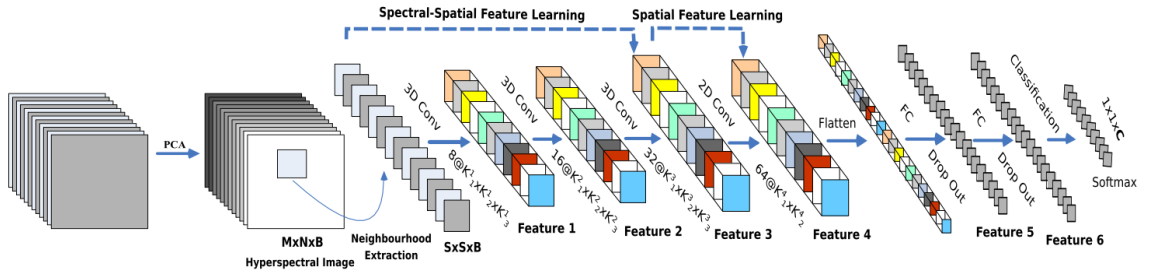 Spectral-Spatial Feature Learning
Spatial Feature Learning
PCA
MxNxB
Hyperspectral Image
Neighbourhood
Extraction
SxSxB
3D Conv
8@K¹₁xK¹₂xK¹₃
Feature 1
3D Conv
16@K²₁xK²₂xK²₃
Feature 2
3D Conv
32@K³₁xK³₂xK³₃
Feature 3
2D Conv
64@K⁴₁xK⁴₂
Feature 4
Flatten
FC
Drop Out
Feature 5
FC
Drop Out
Feature 6
Classification
1x1xC
Softmax